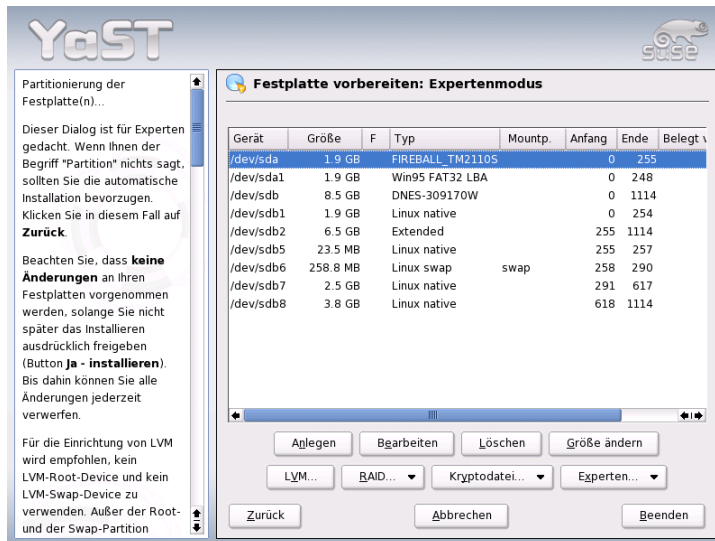 YaST
SUSE
Partitionierung der
Festplatte(n)...
Dieser Dialog ist für Experten
gedacht. Wenn Ihnen der
Begriff "Partition" nichts sagt,
sollten Sie die automatische
Installation bevorzugen.
Klicken Sie in diesem Fall auf
Zurück.
Beachten Sie, dass keine
Änderungen an Ihren
Festplatten vorgenommen
werden, solange Sie nicht
später das Installieren
ausdrücklich freigeben
(Button Ja - installieren).
Bis dahin können Sie alle
Änderungen jederzeit
verwerfen.
Für die Einrichtung von LVM
wird empfohlen, kein
LVM-Root-Device und kein
LVM-Swap-Device zu
verwenden. Außer der Root-
und der Swap-Partition
Festplatte vorbereiten: Expertenmodus
Gerät Größe F Typ Mountp. Anfang Ende Belegt v
/dev/sda 1.9 GB FIREBALL_TM2110S 0 255
/dev/sda1 1.9 GB Win95 FAT32 LBA 0 248
/dev/sdb 8.5 GB DNES-309170W 0 1114
/dev/sdb1 1.9 GB Linux native 0 254
/dev/sdb2 6.5 GB Extended 255 1114
/dev/sdb5 23.5 MB Linux native 255 257
/dev/sdb6 258.8 MB Linux swap swap 258 290
/dev/sdb7 2.5 GB Linux native 291 617
/dev/sdb8 3.8 GB Linux native 618 1114
Anlegen Bearbeiten Löschen Größe ändern
LVM... RAID... Kryptodatei... Experten...
Zurück Abbrechen Beenden